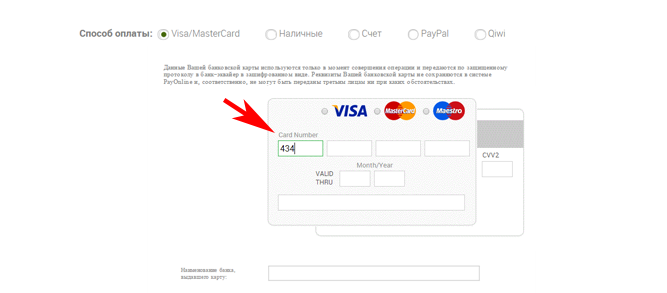 Способ оплаты: Visa/MasterCard Наличные Счет PayPal Qiwi
Данные Вашей банковской карты используются только в момент совершения операции и передаются по защищенному
протоколу в банк-эквайер в зашифрованном виде. Реквизиты Вашей банковской карты не сохраняются в системе
PayOnline и, соответственно, не могут быть переданы третьим лицам ни при каких обстоятельствах.
VISA MasterCard Maestro
Card Number
434
CVV2
Month/Year
VALID
THRU
Наименование банка,
выдавшего карту: